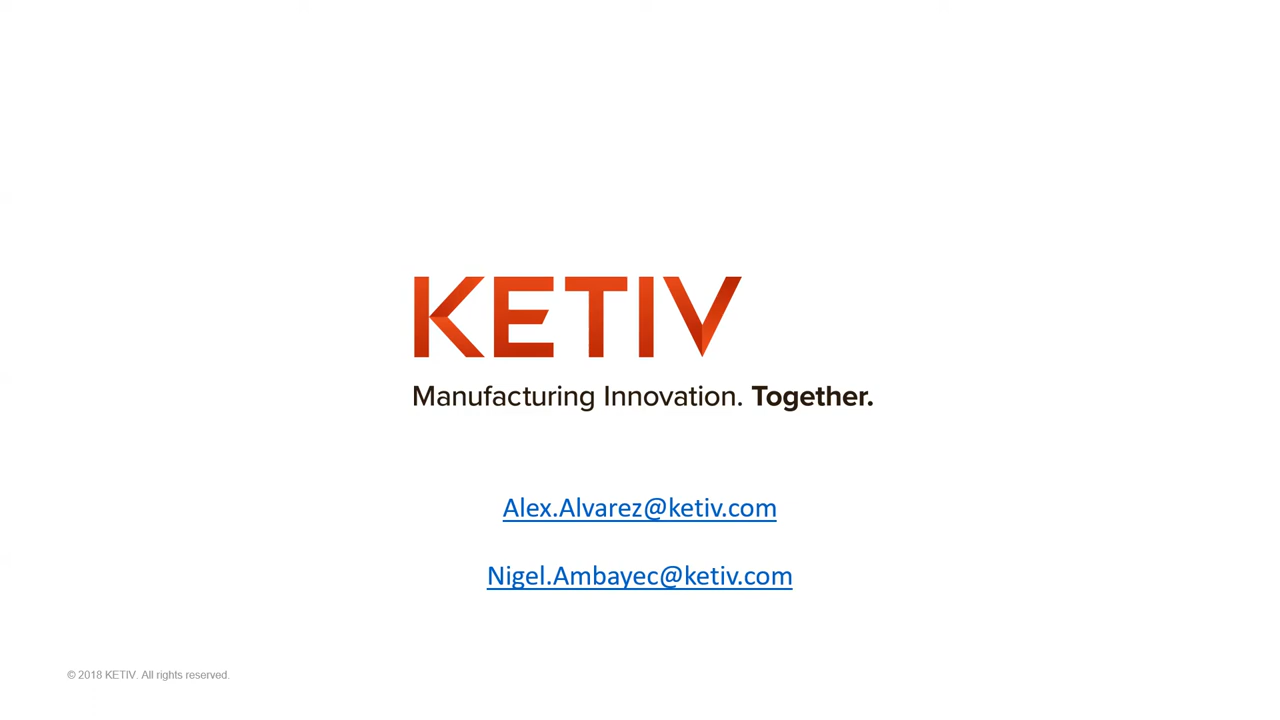 KETIV
Manufacturing Innovation. Together.
Alex.Alvarez@ketiv.com
Nigel.Ambayec@ketiv.com
© 2018 KETIV. All rights reserved.